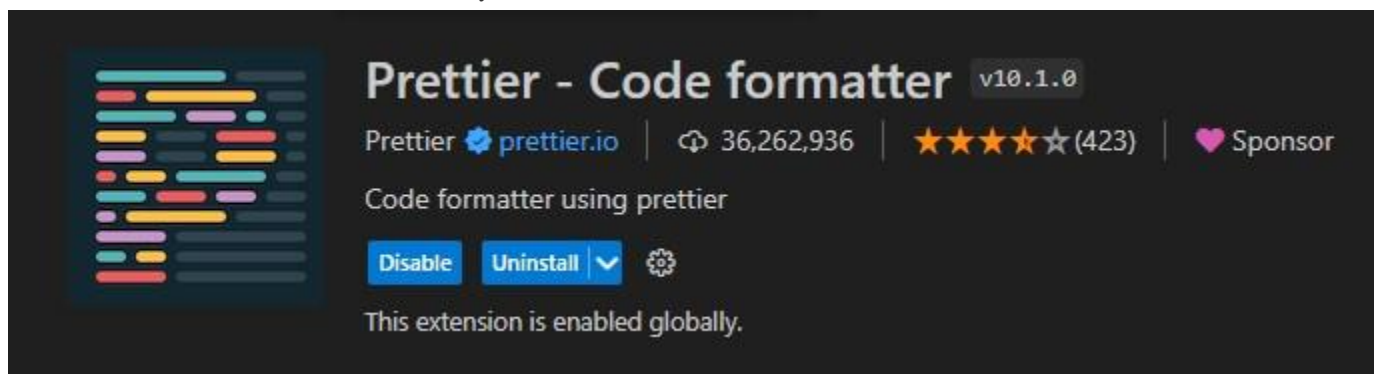 Prettier - Code formatter v10.1.0
Prettier prettier.io 36,262,936 (423) Sponsor
Code formatter using prettier
Disable Uninstall
This extension is enabled globally.